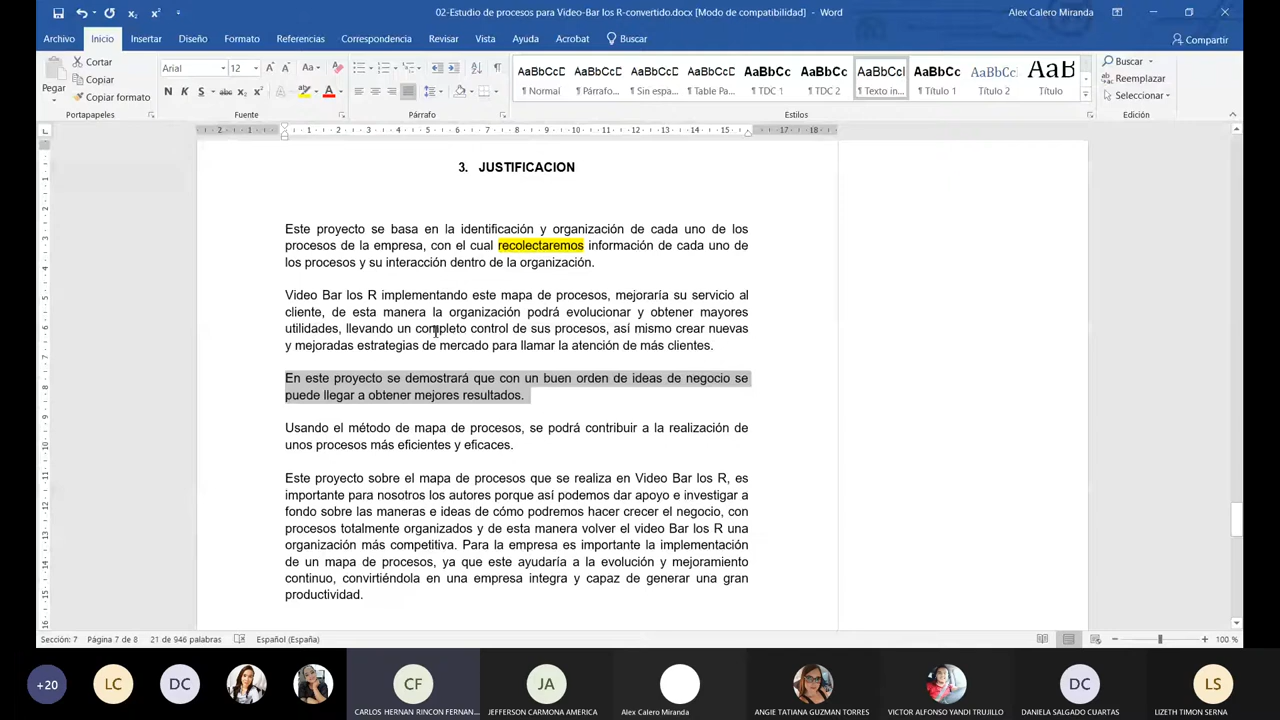 02-Estudio de procesos para Video-Bar los R-convertido.docx [Modo de compatibilidad] - Word
Alex Calero Miranda
Archivo Inicio Insertar Diseño Formato Referencias Correspondencia Revisar Vista Ayuda Acrobat Buscar
Compartir
Pegar
Cortar
Copiar
Copiar formato
Portapapeles
Arial 12
N K S abc x₂ x²
Fuente
Párrafo
AaBbCcD AaBbCcD AaBbCcD AaBbCcD AaBbCc AaBbCc AaBbCcI AaBbCc AaBbCcD AaB
¶ Normal ¶ Párrafo... ¶ Sin espa... ¶ Table Pa... ¶ TDC 1 ¶ TDC 2 ¶ Texto in... ¶ Título 1 ¶ Título 2 ¶ Título
Estilos
Buscar
Reemplazar
Seleccionar
Edición
3. JUSTIFICACION
Este proyecto se basa en la identificación y organización de cada uno de los
procesos de la empresa, con el cual recolectaremos información de cada uno de
los procesos y su interacción dentro de la organización.
Video Bar los R implementando este mapa de procesos, mejoraría su servicio al
cliente, de esta manera la organización podrá evolucionar y obtener mayores
utilidades, llevando un completo control de sus procesos, así mismo crear nuevas
y mejoradas estrategias de mercado para llamar la atención de más clientes.
En este proyecto se demostrará que con un buen orden de ideas de negocio se
puede llegar a obtener mejores resultados.
Usando el método de mapa de procesos, se podrá contribuir a la realización de
unos procesos más eficientes y eficaces.
Este proyecto sobre el mapa de procesos que se realiza en Video Bar los R, es
importante para nosotros los autores porque así podemos dar apoyo e investigar a
fondo sobre las maneras e ideas de cómo podremos hacer crecer el negocio, con
procesos totalmente organizados y de esta manera volver el video Bar los R una
organización más competitiva. Para la empresa es importante la implementación
de un mapa de procesos, ya que este ayudaría a la evolución y mejoramiento
continuo, convirtiéndola en una empresa integra y capaz de generar una gran
productividad.
Sección: 7 Página 7 de 8 21 de 946 palabras Español (España)
100 %
+20 LC DC CF JA DC LS
CARLOS HERNAN RINCON FERNAN... JEFFERSON CARMONA AMERICA Alex Calero Miranda ANGIE TATIANA GUZMAN TORRES VICTOR ALFONSO YANDI TRUJILLO DANIELA SALGADO CUARTAS LIZETH TIMON SERNA